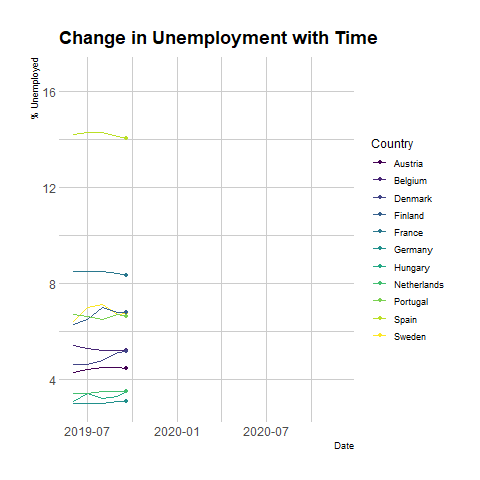 Change in Unemployment with Time
% Unemployed
16
12
8
4
2019-07 2020-01 2020-07
Date
Country
Austria
Belgium
Denmark
Finland
France
Germany
Hungary
Netherlands
Portugal
Spain
Sweden